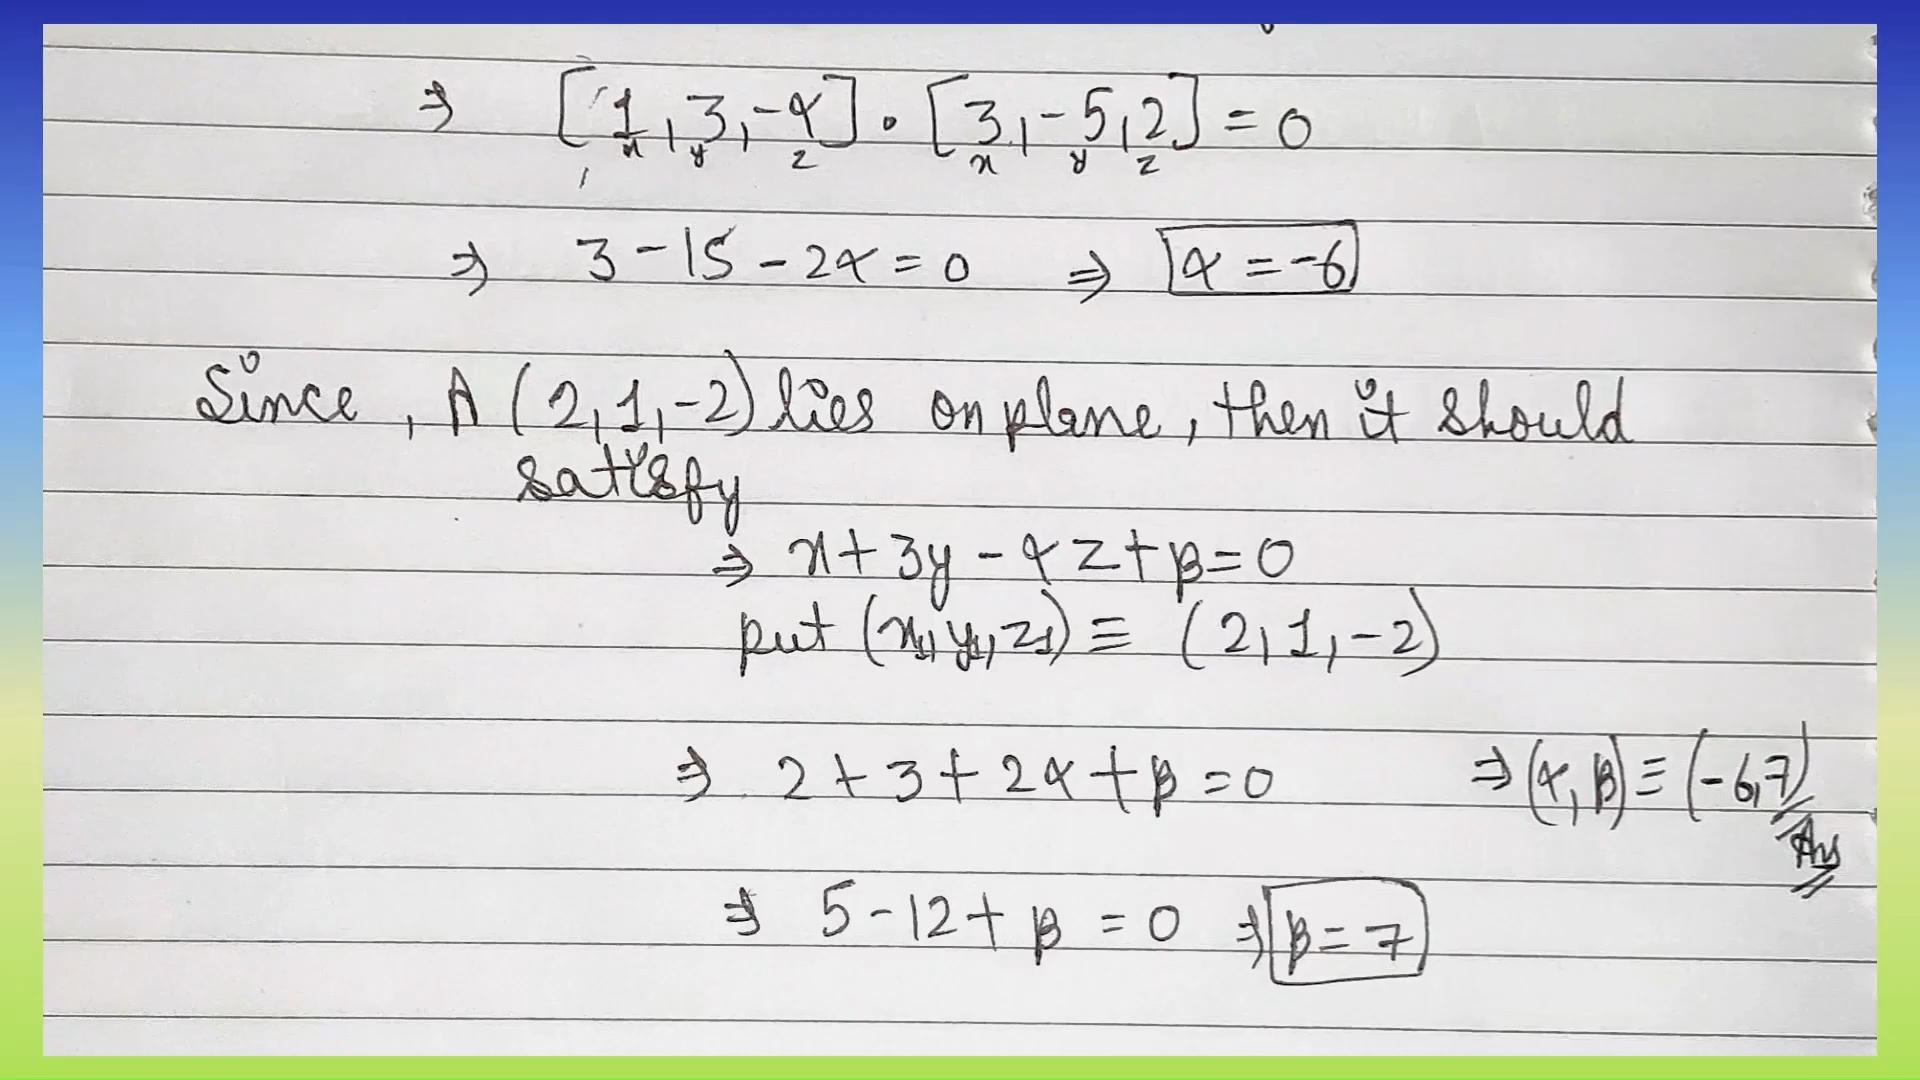 ⇒ [1, 3, -α] · [3, -5, 2] = 0
x y z x y z
⇒ 3 - 15 - 2α = 0 ⇒ α = -6
Since, A (2, 1, -2) lies on plane, then it should
satisfy
⇒ x + 3y - αz + β = 0
put (x₁, y₁, z₁) ≡ (2, 1, -2)
⇒ 2 + 3 + 2α + β = 0 ⇒ (α, β) ≡ (-6, 7)
Ans
⇒ 5 - 12 + β = 0 ⇒ β = 7